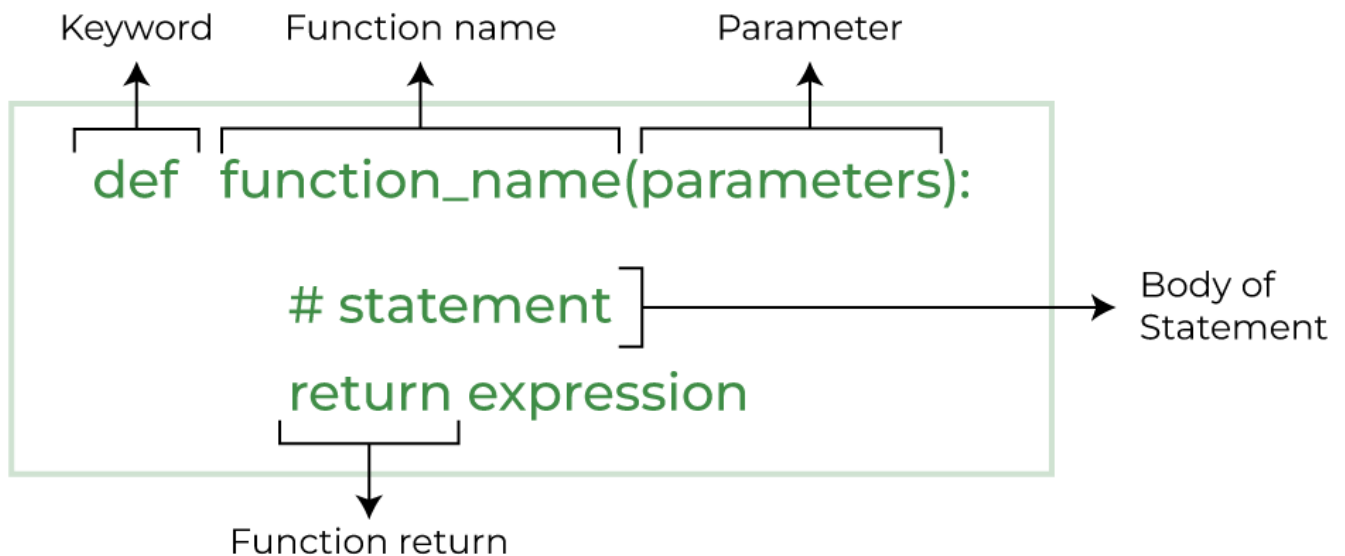 Keyword Function name Parameter
def function_name(parameters):
# statement
Body of
Statement
return expression
Function return